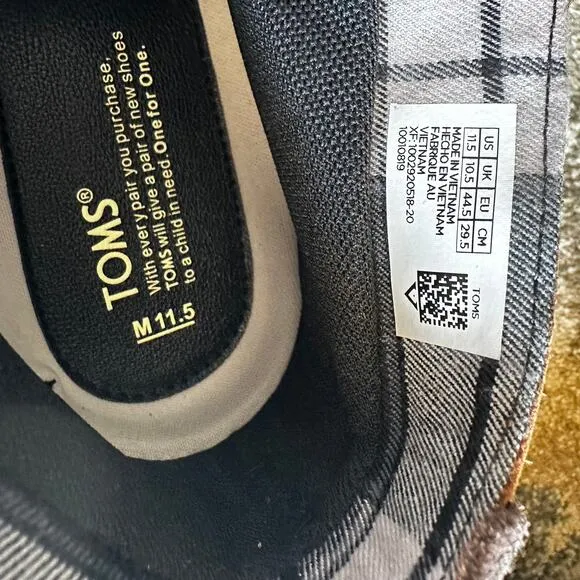 TOMS®
With every pair you purchase,
TOMS will give a pair of new shoes
to a child in need. One for One.
M 11.5
US UK EU CM
11.5 10.5 44.5 29.5
MADE IN VIETNAM
HECHO EN VIETNAM
FABRIQUE AU
VIETNAM
XF: 1002920518-20
10010819
TOMS